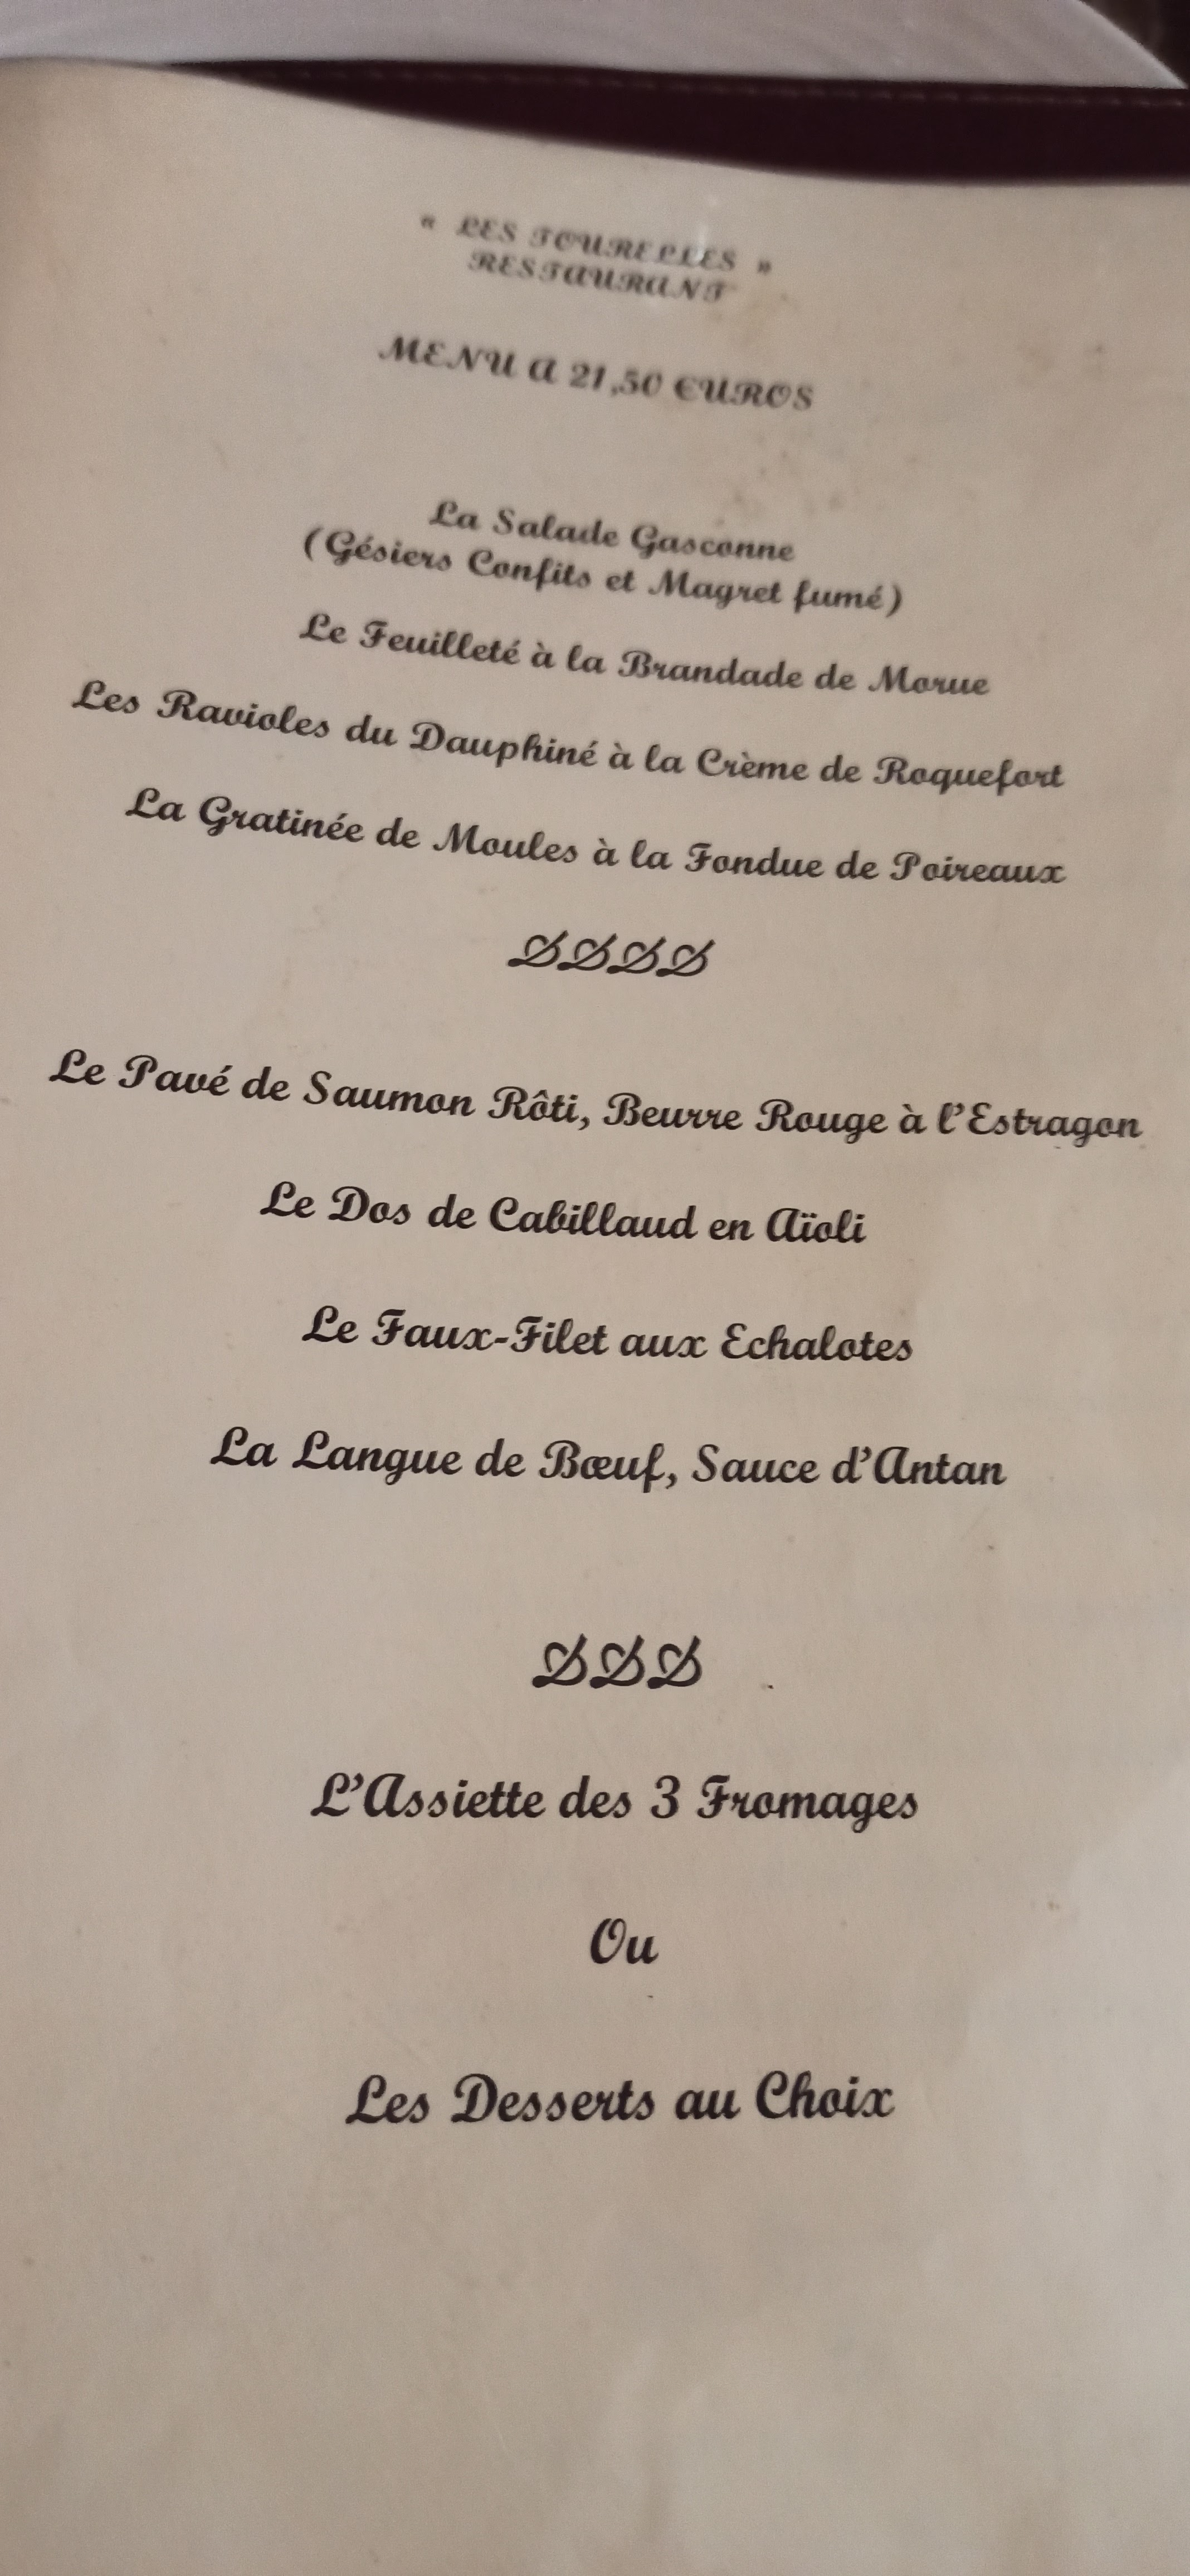 « LES TOURELLES »
RESTAURANT
MENU A 21,50 EUROS
La Salade Gasconne
(Gésiers Confits et Magret fumé)
Le Feuilleté à la Brandade de Morue
Les Ravioles du Dauphiné à la Crème de Roquefort
La Gratinée de Moules à la Fondue de Poireaux
Le Pavé de Saumon Rôti, Beurre Rouge à l'Estragon
Le Dos de Cabillaud en Aïoli
Le Faux-Filet aux Echalotes
La Langue de Bœuf, Sauce d'Antan
L'Assiette des 3 Fromages
Ou
Les Desserts au Choix